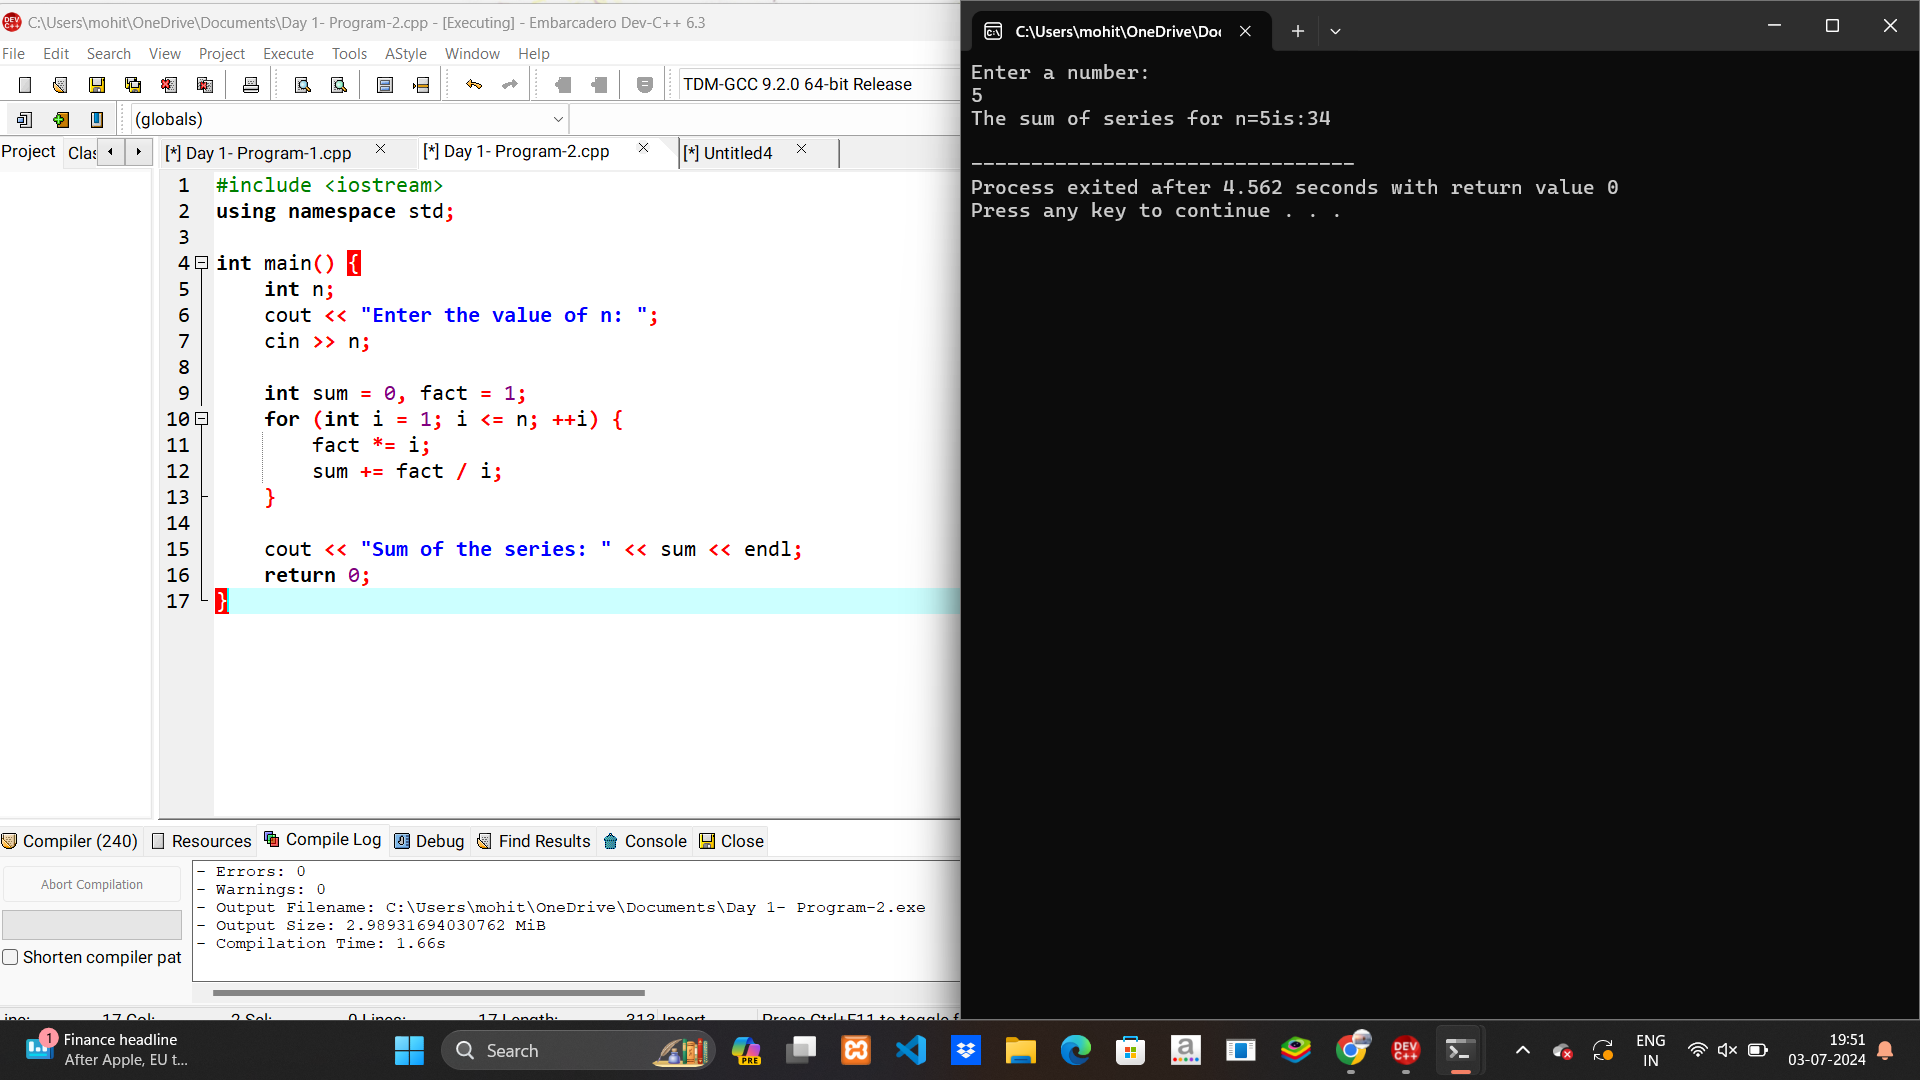 C:\Users\mohit\OneDrive\Documents\Day 1- Program-2.cpp - [Executing] - Embarcadero Dev-C++ 6.3
File Edit Search View Project Execute Tools AStyle Window Help
TDM-GCC 9.2.0 64-bit Release
(globals)
Project Clas
[*] Day 1- Program-1.cpp [*] Day 1- Program-2.cpp [*] Untitled4
1 #include <iostream>
2 using namespace std;
3
4 int main() {
5 int n;
6 cout << "Enter the value of n: ";
7 cin >> n;
8
9 int sum = 0, fact = 1;
10 for (int i = 1; i <= n; ++i) {
11 fact *= i;
12 sum += fact / i;
13 }
14
15 cout << "Sum of the series: " << sum << endl;
16 return 0;
17 }
Compiler (240) Resources Compile Log Debug Find Results Console Close
Abort Compilation
Shorten compiler pat
- Errors: 0
- Warnings: 0
- Output Filename: C:\Users\mohit\OneDrive\Documents\Day 1- Program-2.exe
- Output Size: 2.98931694030762 MiB
- Compilation Time: 1.66s
17 Col: 2 Sel: 0 Lines: 17 Length: 313 Insert Press Ctrl+F11 to toggle f
C:\Users\mohit\OneDrive\Doc
Enter a number:
5
The sum of series for n=5is:34
--------------------------------
Process exited after 4.562 seconds with return value 0
Press any key to continue . . .
1
Finance headline
After Apple, EU t...
Search
PRE
DEV C++
ENG
IN
19:51
03-07-2024